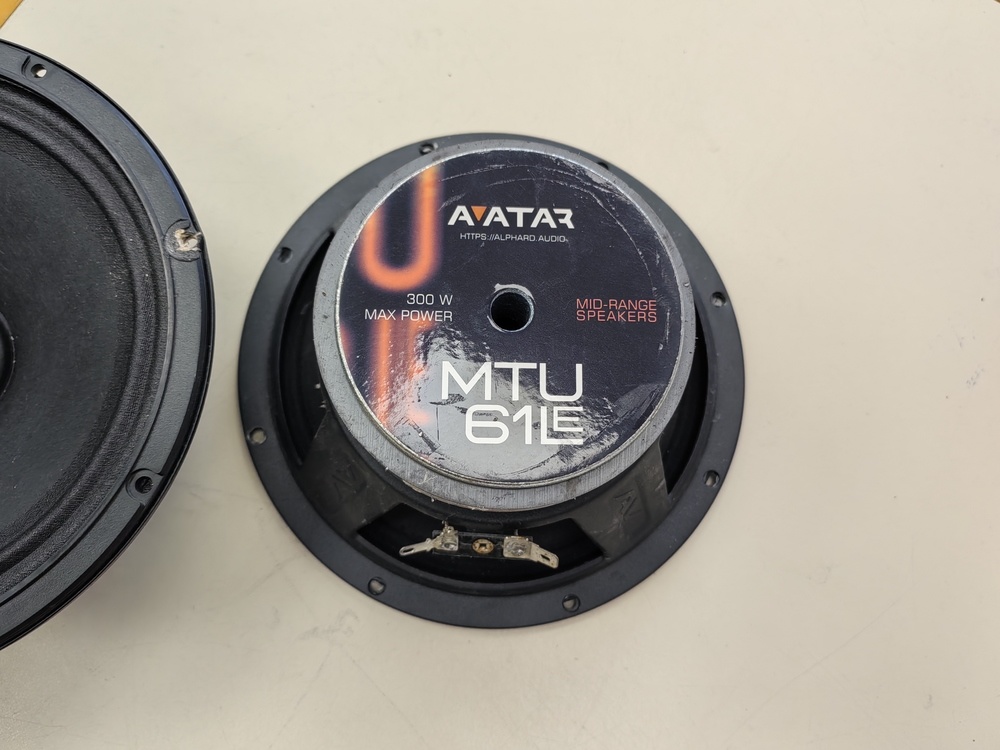 AVATAR
HTTPS://ALPHARD.AUDIO
300 W
MAX POWER
MID-RANGE
SPEAKERS
MTU
61LE